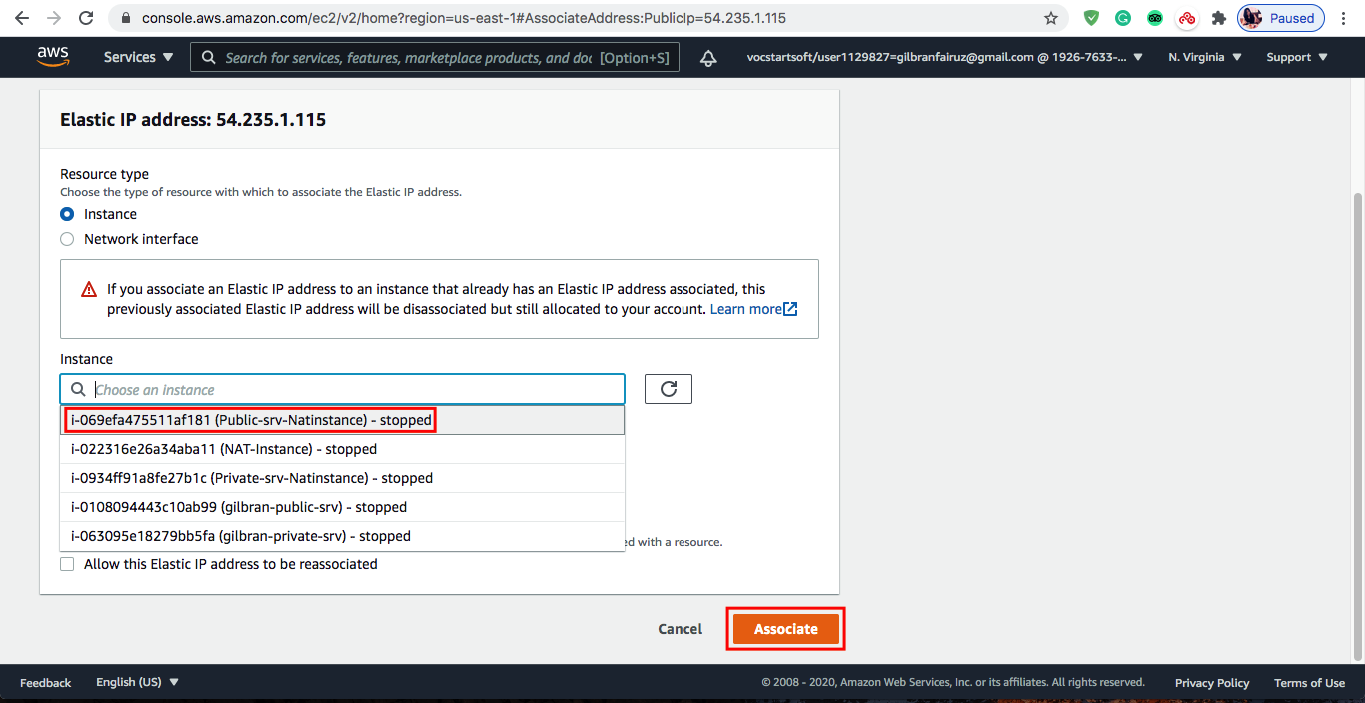 console.aws.amazon.com/ec2/v2/home?region=us-east-1#AssociateAddress:PublicIp=54.235.1.115
Paused
aws
Services
Search for services, features, marketplace products, and doc [Option+S]
vocstartsoft/user1129827=gilbranfairuz@gmail.com @ 1926-7633-...
N. Virginia
Support
Elastic IP address: 54.235.1.115
Resource type
Choose the type of resource with which to associate the Elastic IP address.
Instance
Network interface
If you associate an Elastic IP address to an instance that already has an Elastic IP address associated, this
previously associated Elastic IP address will be disassociated but still allocated to your account. Learn more
Instance
Choose an instance
i-069efa475511af181 (Public-srv-Natinstance) - stopped
i-022316e26a34aba11 (NAT-Instance) - stopped
i-0934ff91a8fe27b1c (Private-srv-Natinstance) - stopped
i-0108094443c10ab99 (gilbran-public-srv) - stopped
i-063095e18279bb5fa (gilbran-private-srv) - stopped
ed with a resource.
Allow this Elastic IP address to be reassociated
Cancel
Associate
Feedback
English (US)
© 2008 - 2020, Amazon Web Services, Inc. or its affiliates. All rights reserved.
Privacy Policy
Terms of Use